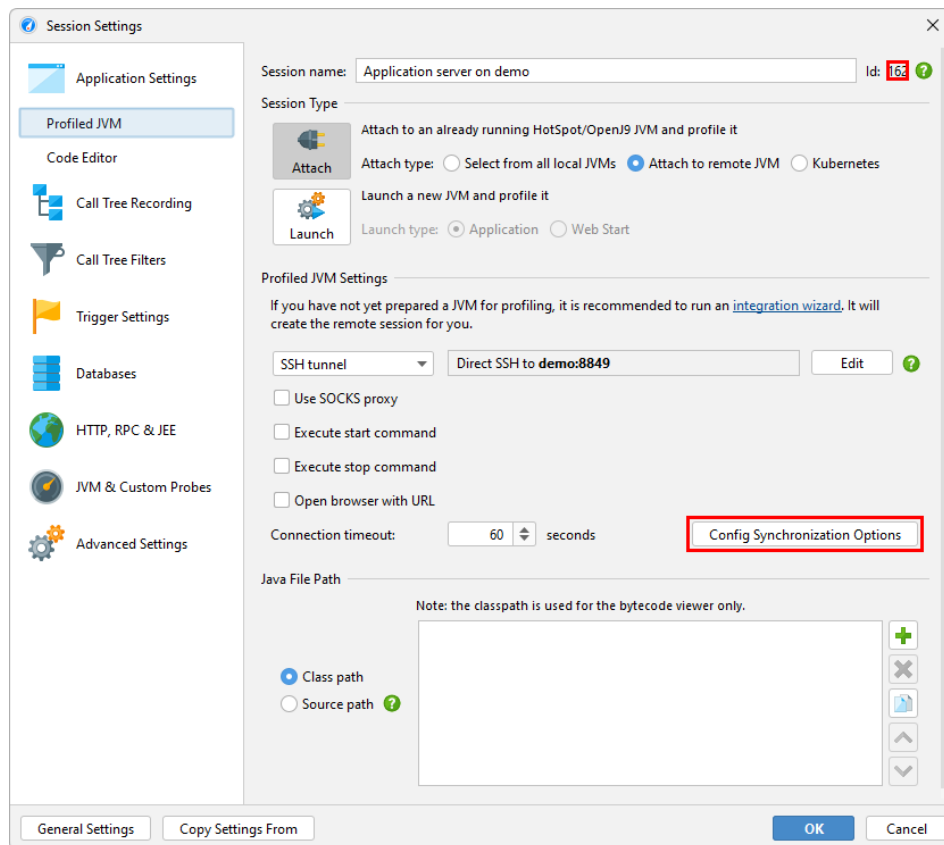 Session Settings
Application Settings
Profiled JVM
Code Editor
Call Tree Recording
Call Tree Filters
Trigger Settings
Databases
HTTP, RPC & JEE
JVM & Custom Probes
Advanced Settings
Session name: Application server on demo Id: 162
Session Type
Attach
Attach to an already running HotSpot/OpenJ9 JVM and profile it
Attach type: Select from all local JVMs Attach to remote JVM Kubernetes
Launch
Launch a new JVM and profile it
Launch type: Application Web Start
Profiled JVM Settings
If you have not yet prepared a JVM for profiling, it is recommended to run an integration wizard. It will
create the remote session for you.
SSH tunnel Direct SSH to demo:8849 Edit
Use SOCKS proxy
Execute start command
Execute stop command
Open browser with URL
Connection timeout: 60 seconds Config Synchronization Options
Java File Path
Note: the classpath is used for the bytecode viewer only.
Class path
Source path
General Settings Copy Settings From OK Cancel